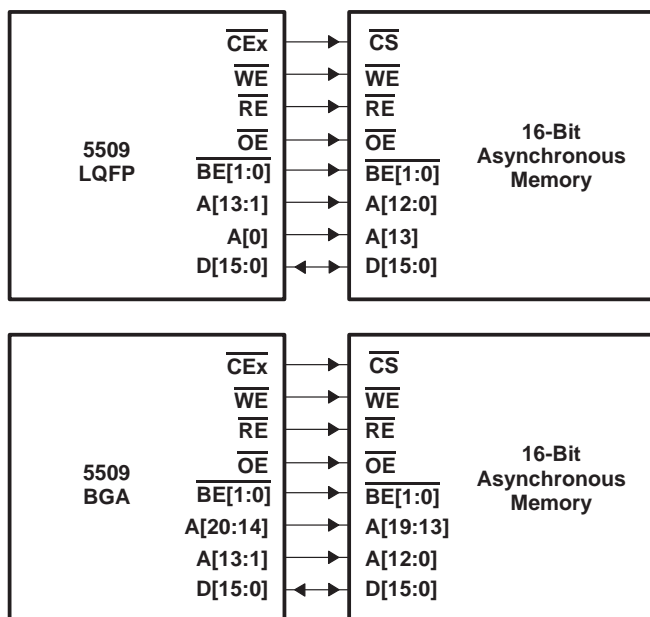 CEx CS
WE WE
RE RE
OE OE
5509
LQFP
16-Bit
Asynchronous
Memory
BE[1:0] BE[1:0]
A[13:1] A[12:0]
A[0] A[13]
D[15:0] D[15:0]
CEx CS
WE WE
RE RE
OE OE
5509
BGA
16-Bit
Asynchronous
Memory
BE[1:0] BE[1:0]
A[20:14] A[19:13]
A[13:1] A[12:0]
D[15:0] D[15:0]